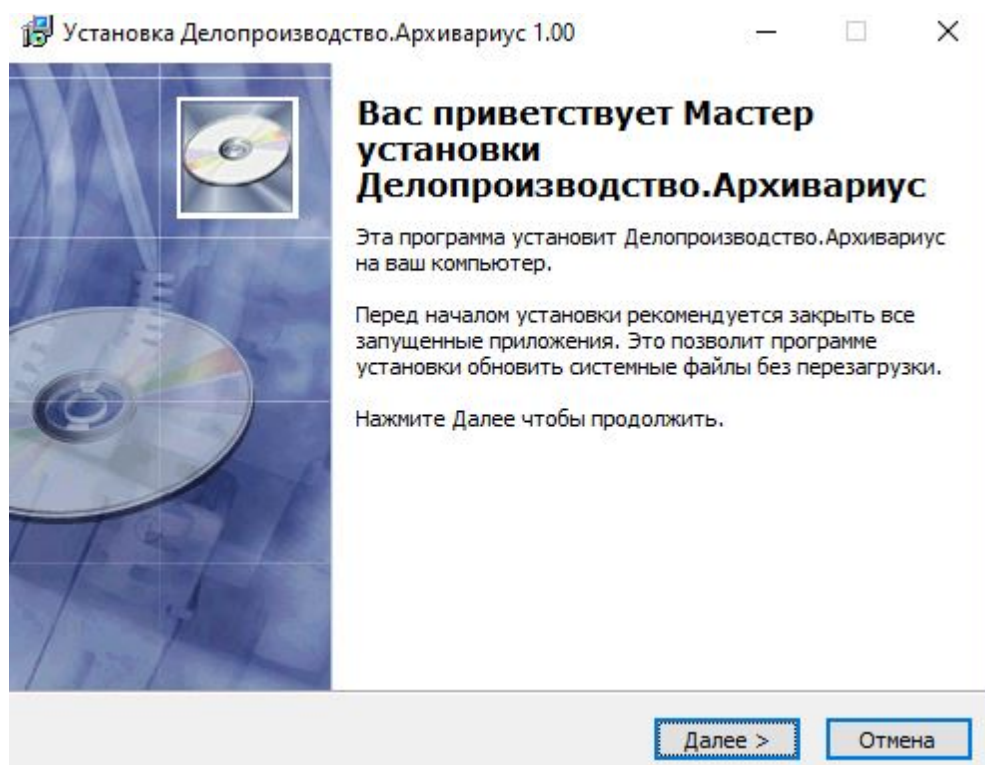 Установка Делопроизводство.Архивариус 1.00
Вас приветствует Мастер
установки
Делопроизводство.Архивариус
Эта программа установит Делопроизводство.Архивариус
на ваш компьютер.
Перед началом установки рекомендуется закрыть все
запущенные приложения. Это позволит программе
установки обновить системные файлы без перезагрузки.
Нажмите Далее чтобы продолжить.
Далее >
Отмена